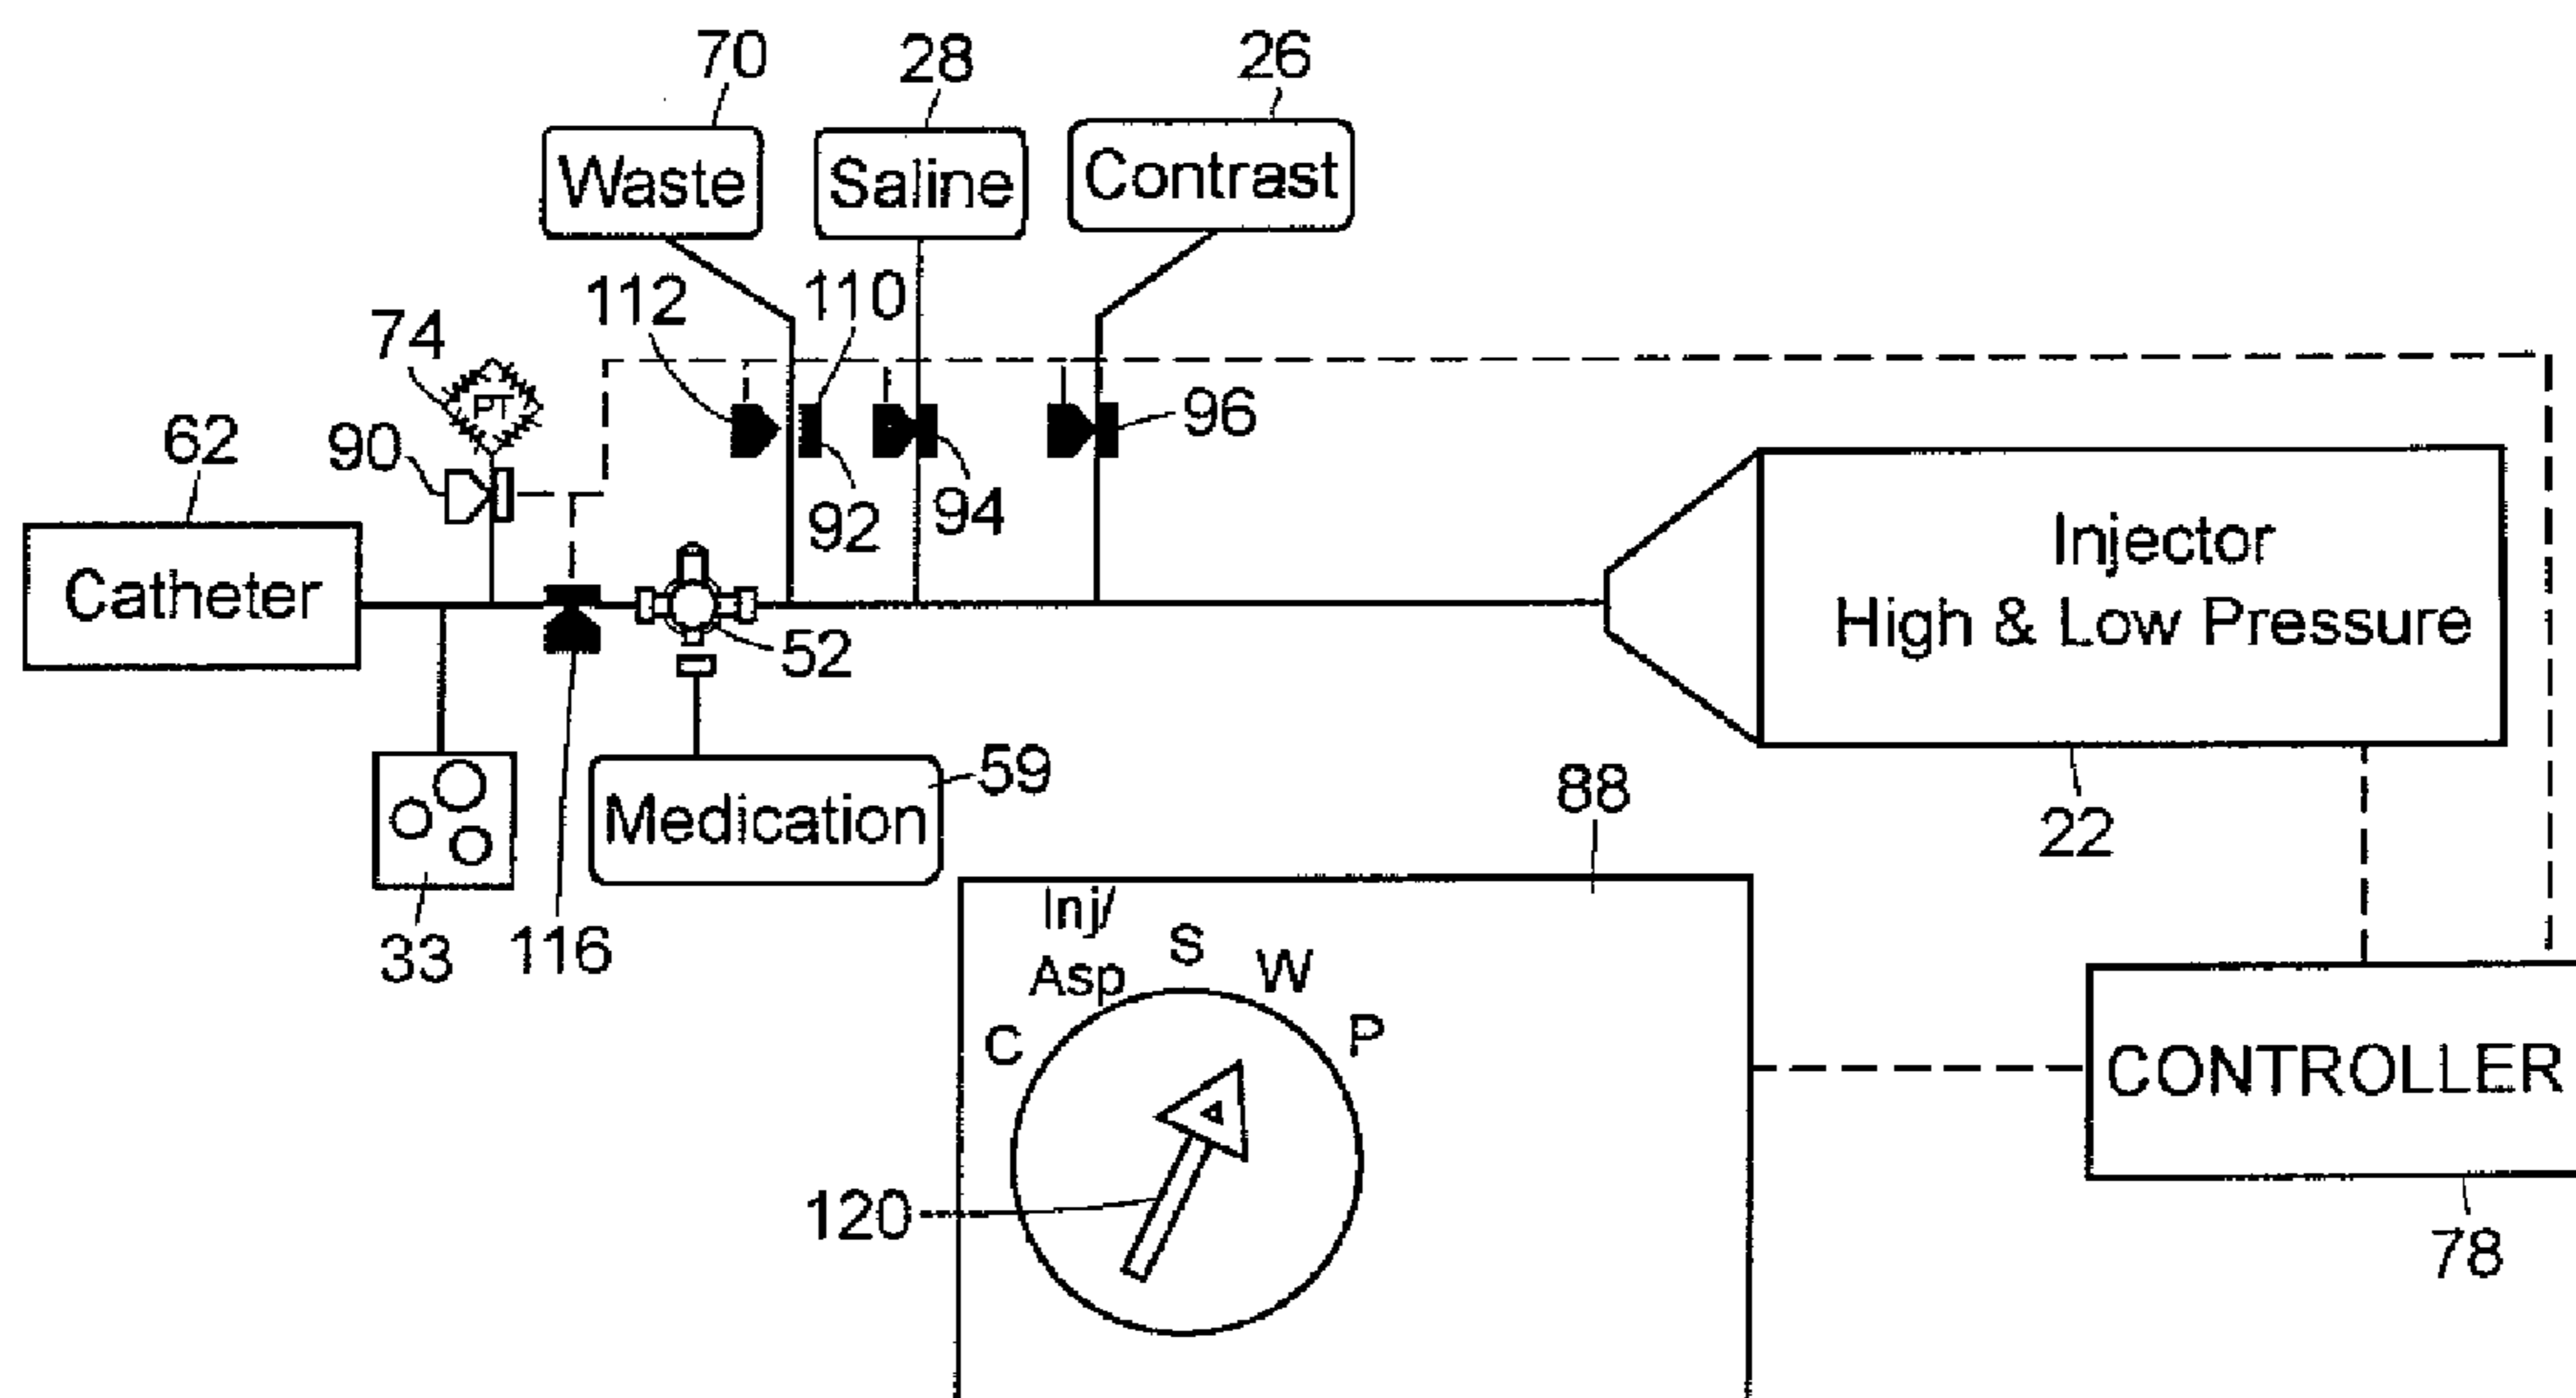 70
28
26
Waste
Saline
Contrast
112
110
74
PT
90
62
96
92
94
Catheter
Injector
High & Low Pressure
52
59
Medication
88
22
33
116
Inj/
Asp
S
W
C
P
CONTROLLER
120
78